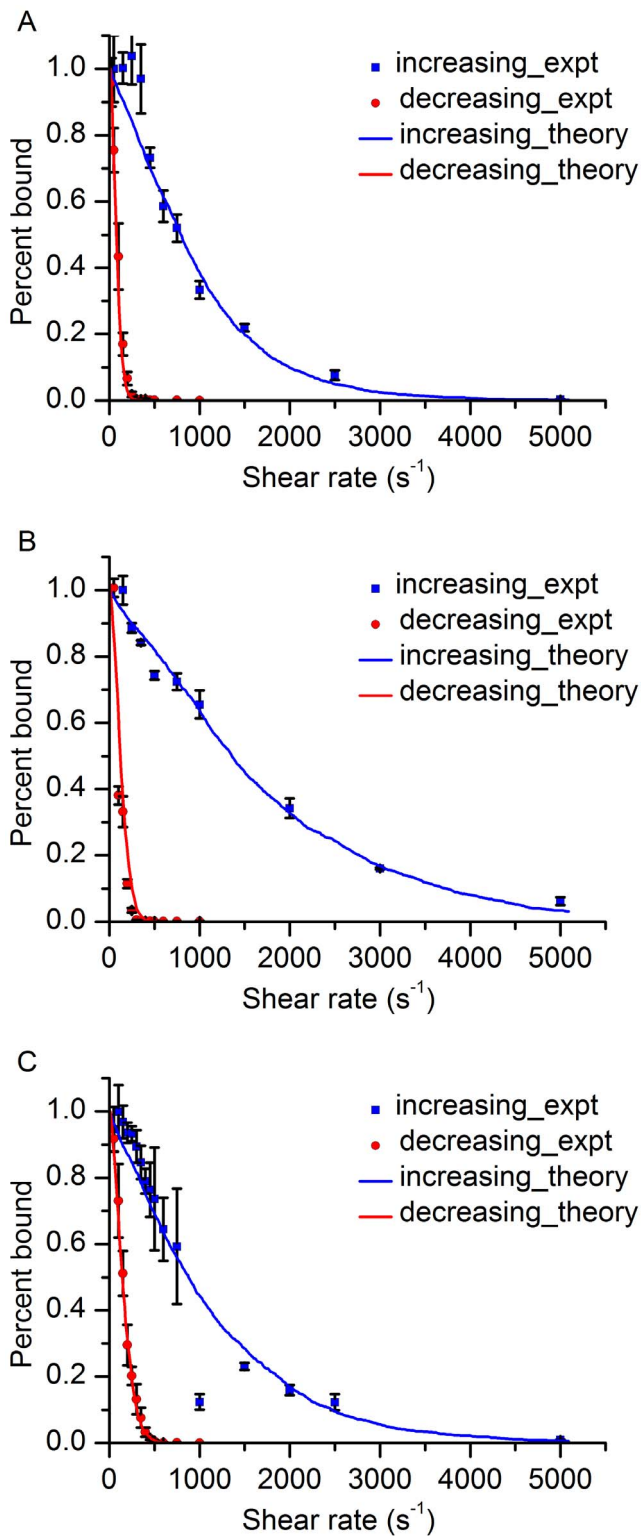 A
Percent bound
1.0
0.8
0.6
0.4
0.2
0.0
increasing_expt
decreasing_expt
increasing_theory
decreasing_theory
0 1000 2000 3000 4000 5000
Shear rate (s⁻¹)
B
Percent bound
1.0
0.8
0.6
0.4
0.2
0.0
increasing_expt
decreasing_expt
increasing_theory
decreasing_theory
0 1000 2000 3000 4000 5000
Shear rate (s⁻¹)
C
Percent bound
1.0
0.8
0.6
0.4
0.2
0.0
increasing_expt
decreasing_expt
increasing_theory
decreasing_theory
0 1000 2000 3000 4000 5000
Shear rate (s⁻¹)